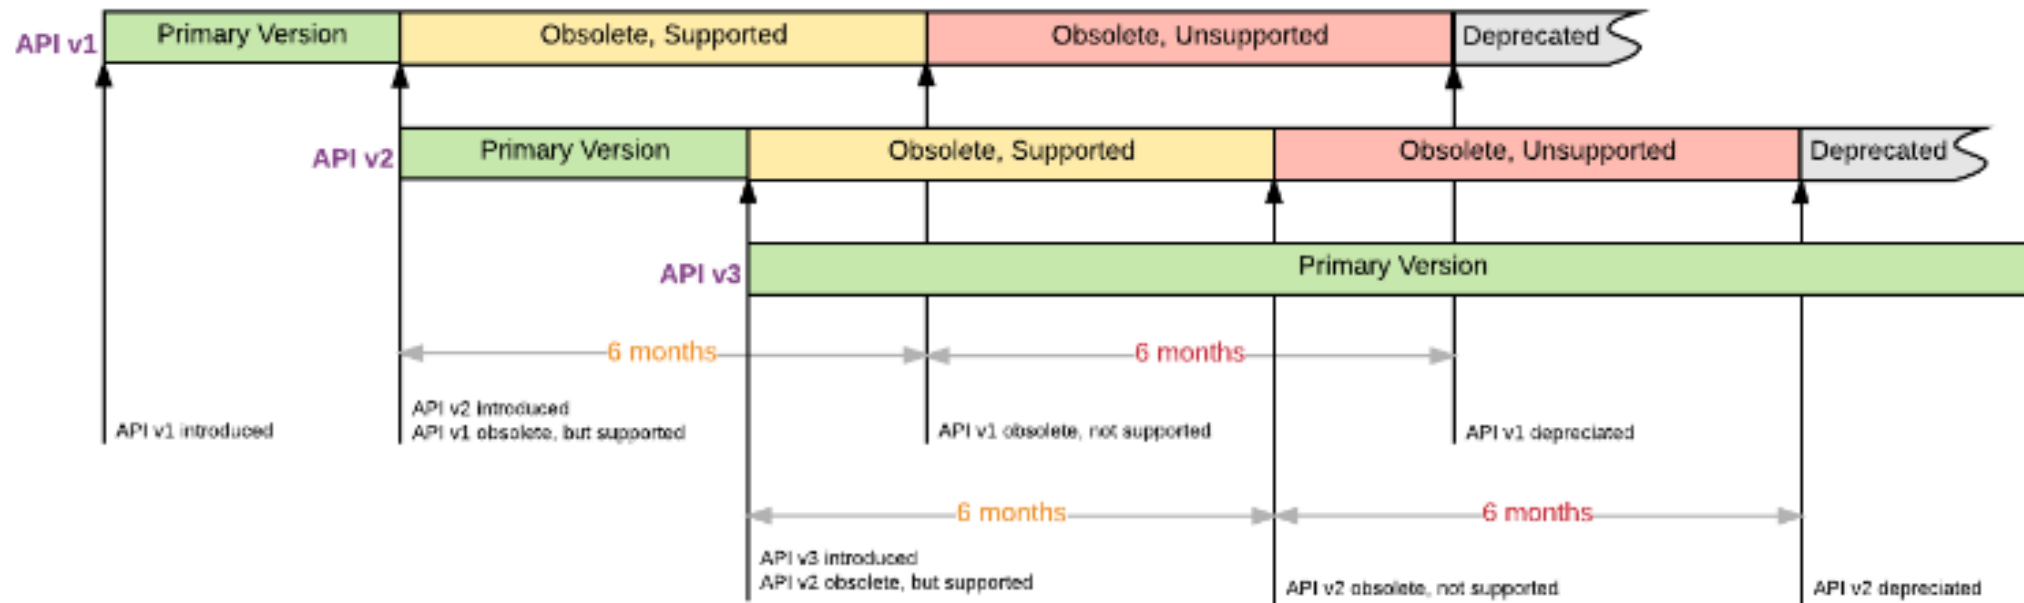 API v1
Primary Version
Obsolete, Supported
Obsolete, Unsupported
Deprecated
API v2
Primary Version
Obsolete, Supported
Obsolete, Unsupported
Deprecated
API v3
Primary Version
6 months
6 months
API v1 introduced
API v2 introduced
API v1 obsolete, but supported
API v1 obsolete, not supported
API v1 depreciated
6 months
6 months
API v3 introduced
API v2 obsolete, but supported
API v2 obsolete, not supported
API v2 depreciated